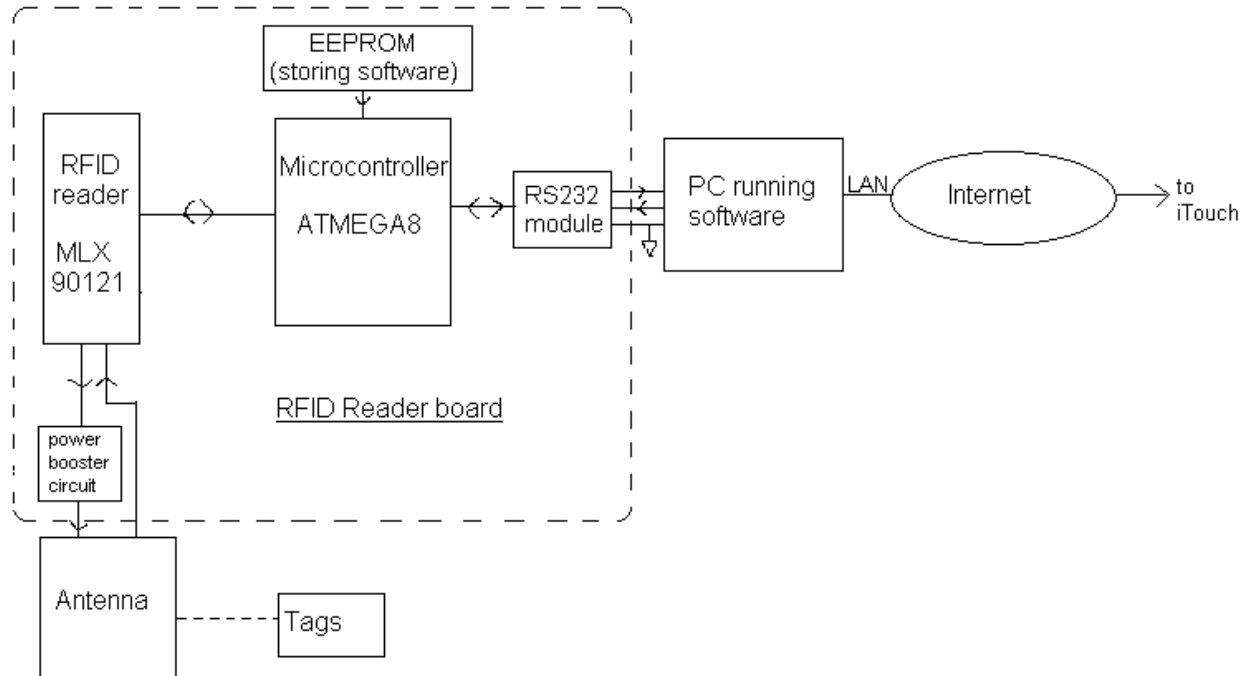 EEPROM
(storing software)
RFID
reader
MLX
90121
Microcontroller
ATMEGA8
RS232
module
PC running
software
LAN
Internet
to
iTouch
RFID Reader board
power
booster
circuit
Antenna
Tags